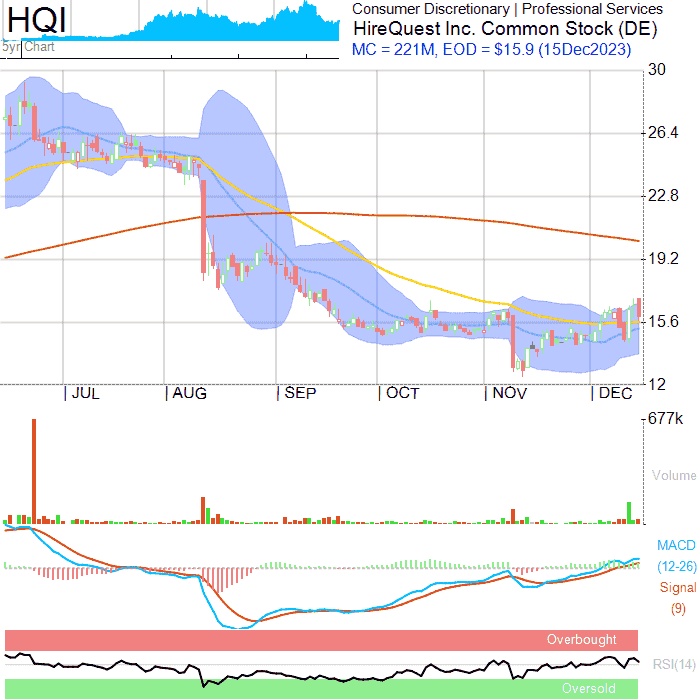 HQI
5yr Chart
Consumer Discretionary | Professional Services
HireQuest Inc. Common Stock (DE)
MC = 221M, EOD = $15.9 (15Dec2023)
30
26.4
22.8
19.2
15.6
12
JUL AUG SEP OCT NOV DEC
677k
Volume
MACD
(12-26)
Signal
(9)
Overbought
RSI(14)
Oversold